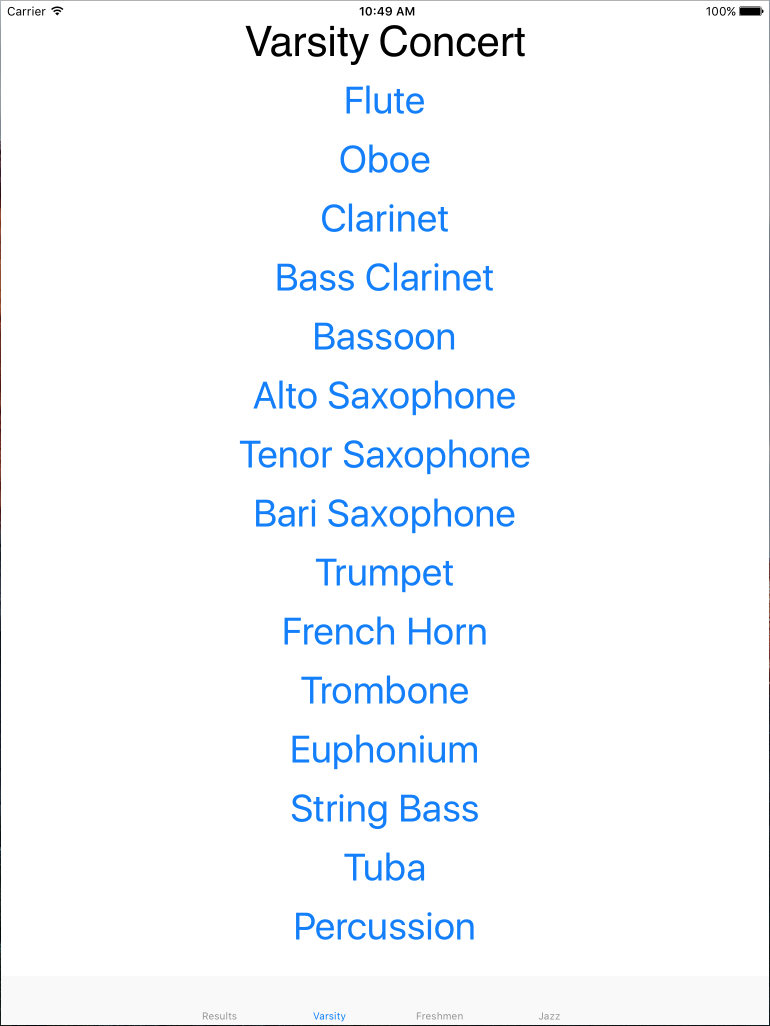 Carrier 10:49 AM 100%
Varsity Concert
Flute
Oboe
Clarinet
Bass Clarinet
Bassoon
Alto Saxophone
Tenor Saxophone
Bari Saxophone
Trumpet
French Horn
Trombone
Euphonium
String Bass
Tuba
Percussion
Results Varsity Freshmen Jazz